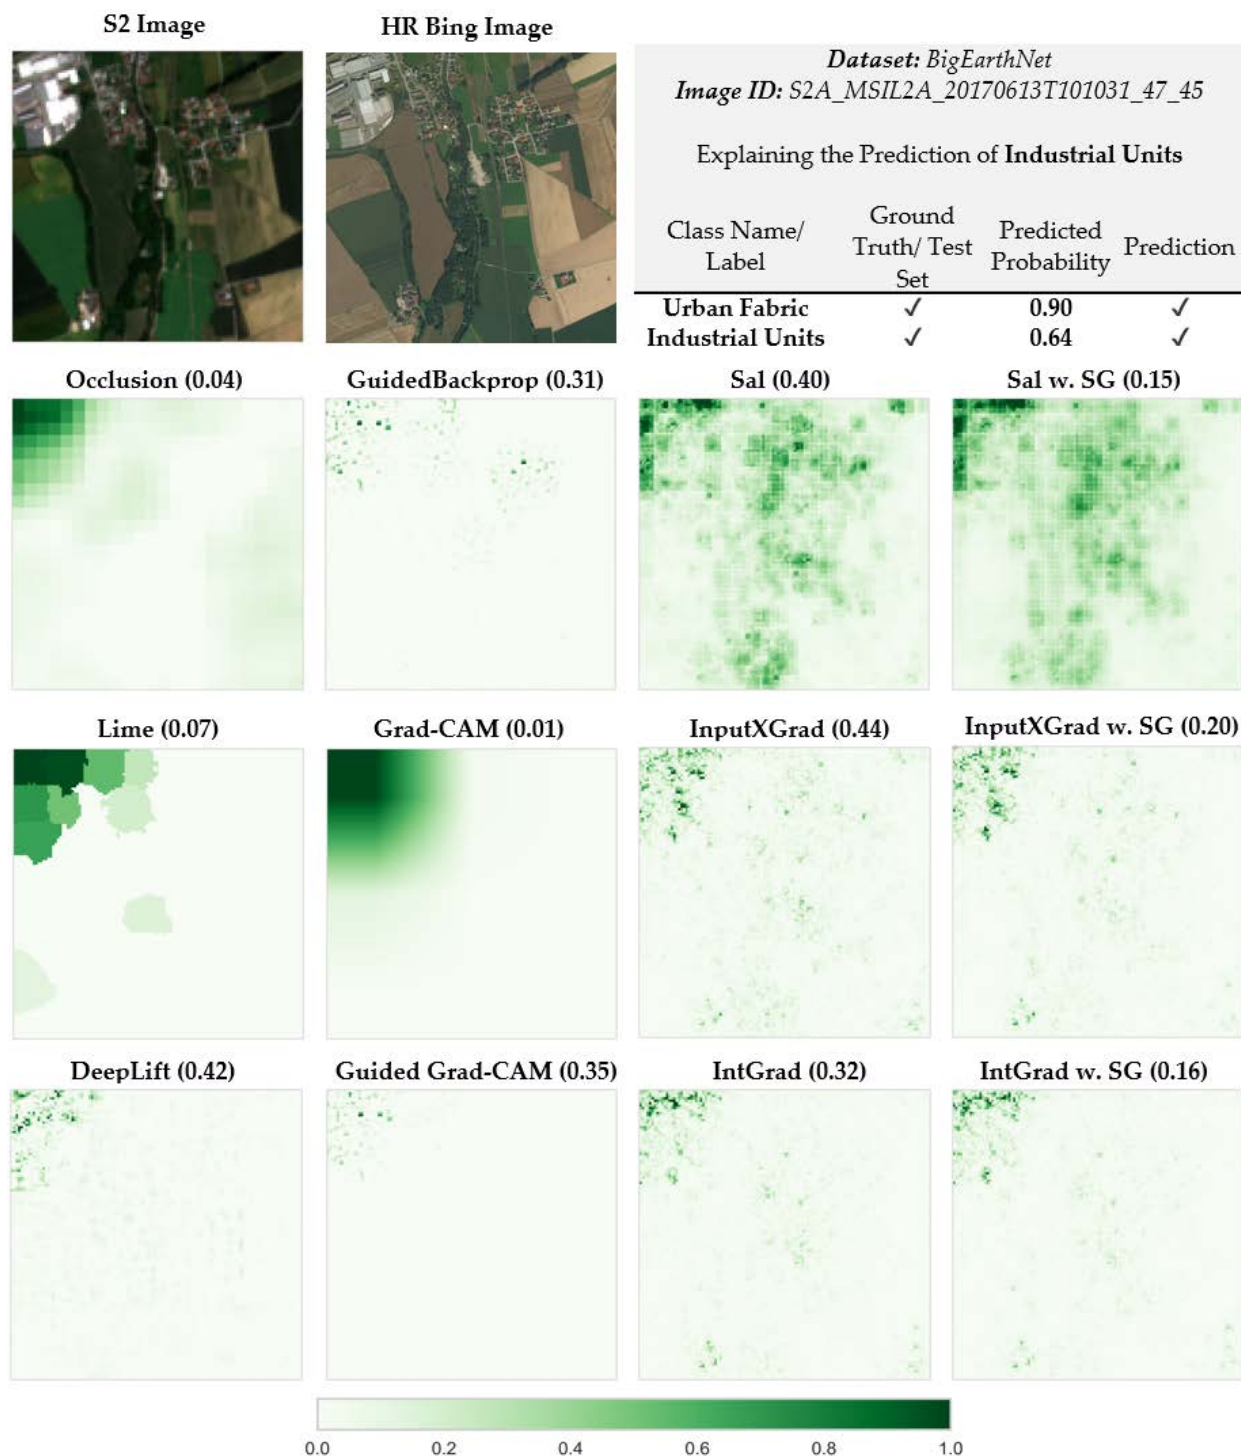 S2 Image
HR Bing Image
Dataset: BigEarthNet
Image ID: S2A_MSIL2A_20170613T101031_47_45
Explaining the Prediction of Industrial Units
Class Name/ Label
Ground Truth/ Test Set
Predicted Probability
Prediction
Urban Fabric ✓ 0.90 ✓
Industrial Units ✓ 0.64 ✓
Occlusion (0.04)
GuidedBackprop (0.31)
Sal (0.40)
Sal w. SG (0.15)
Lime (0.07)
Grad-CAM (0.01)
InputXGrad (0.44)
InputXGrad w. SG (0.20)
DeepLift (0.42)
Guided Grad-CAM (0.35)
IntGrad (0.32)
IntGrad w. SG (0.16)
0.0 0.2 0.4 0.6 0.8 1.0